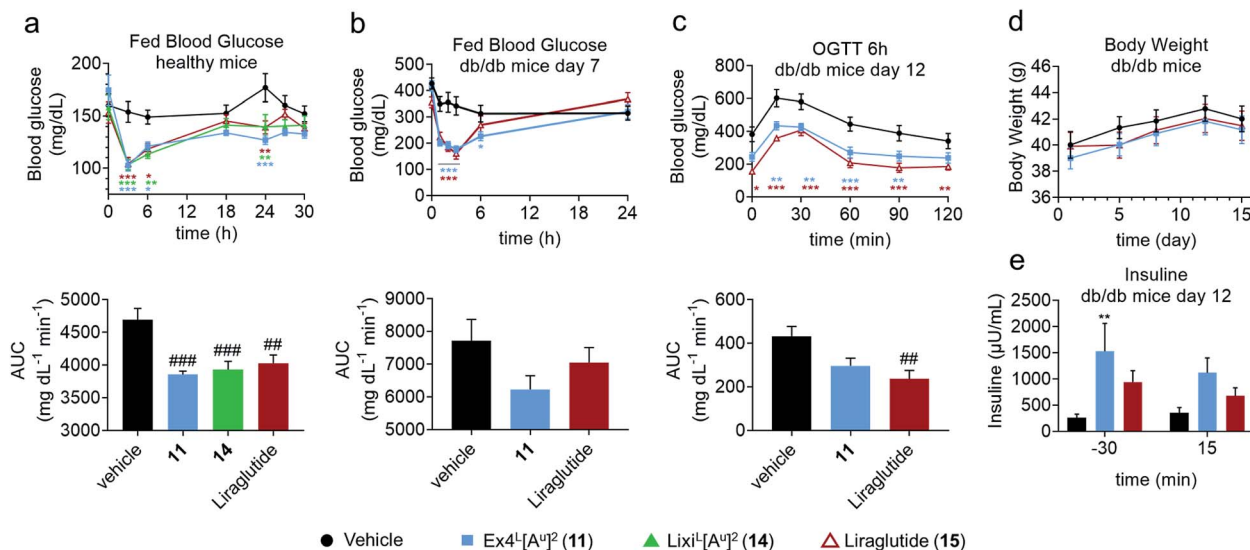 a
Fed Blood Glucose
healthy mice
Blood glucose
(mg/dL)
200
175
150
125
100
*** * **
*** ** **
*** * ***
0 6 12 18 24 30
time (h)
b
Fed Blood Glucose
db/db mice day 7
Blood glucose
(mg/dL)
500
400
300
200
100
0
*** *
***
0 6 12 18 24
time (h)
c
OGTT 6h
db/db mice day 12
Blood glucose
(mg/dL)
800
600
400
200
0
** ** *** ** **
* *** *** *** *** **
0 30 60 90 120
time (min)
d
Body Weight
db/db mice
Body Weight (g)
46
44
42
40
38
36
0 5 10 15
time (day)
AUC
(mg dL⁻¹ min⁻¹)
5000
4500
4000
3500
3000
### ### ##
vehicle 11 14 Liraglutide
AUC
(mg dL⁻¹ min⁻¹)
9000
8000
7000
6000
5000
vehicle 11 Liraglutide
AUC
(mg dL⁻¹ min⁻¹)
600
400
200
0
##
vehicle 11 Liraglutide
e
Insuline
db/db mice day 12
Insuline (µU/mL)
2500
2000
1500
1000
500
0
**
-30 15
time (min)
Vehicle Ex4ᴸ[Aᵘ]² (11) Lixiᴸ[Aᵘ]² (14) Liraglutide (15)